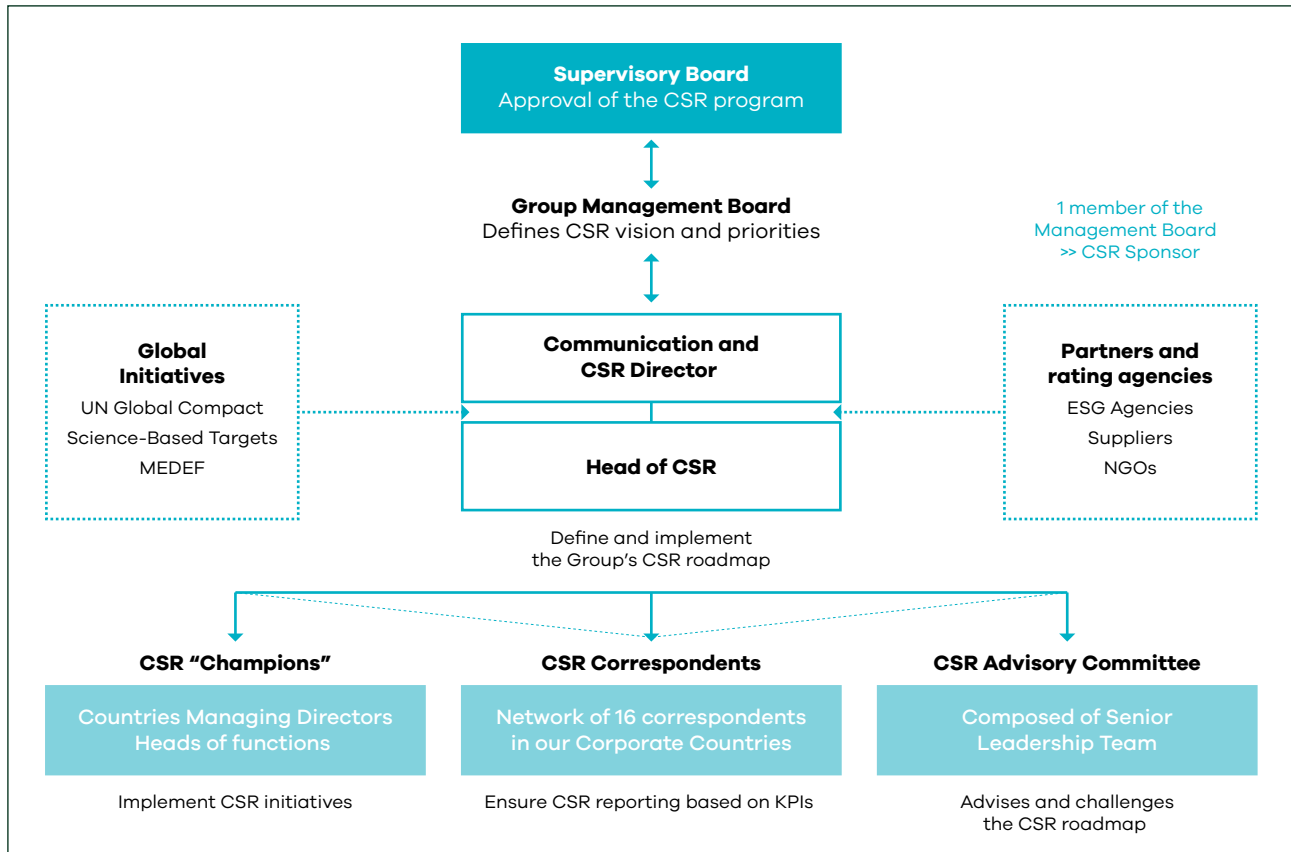 Supervisory Board
Approval of the CSR program
Group Management Board
Defines CSR vision and priorities
1 member of the
Management Board
>> CSR Sponsor
Global
Initiatives
UN Global Compact
Science-Based Targets
MEDEF
Communication and
CSR Director
Head of CSR
Partners and
rating agencies
ESG Agencies
Suppliers
NGOs
Define and implement
the Group’s CSR roadmap
CSR “Champions”
Countries Managing Directors
Heads of functions
Implement CSR initiatives
CSR Correspondents
Network of 16 correspondents
in our Corporate Countries
Ensure CSR reporting based on KPIs
CSR Advisory Committee
Composed of Senior
Leadership Team
Advises and challenges
the CSR roadmap